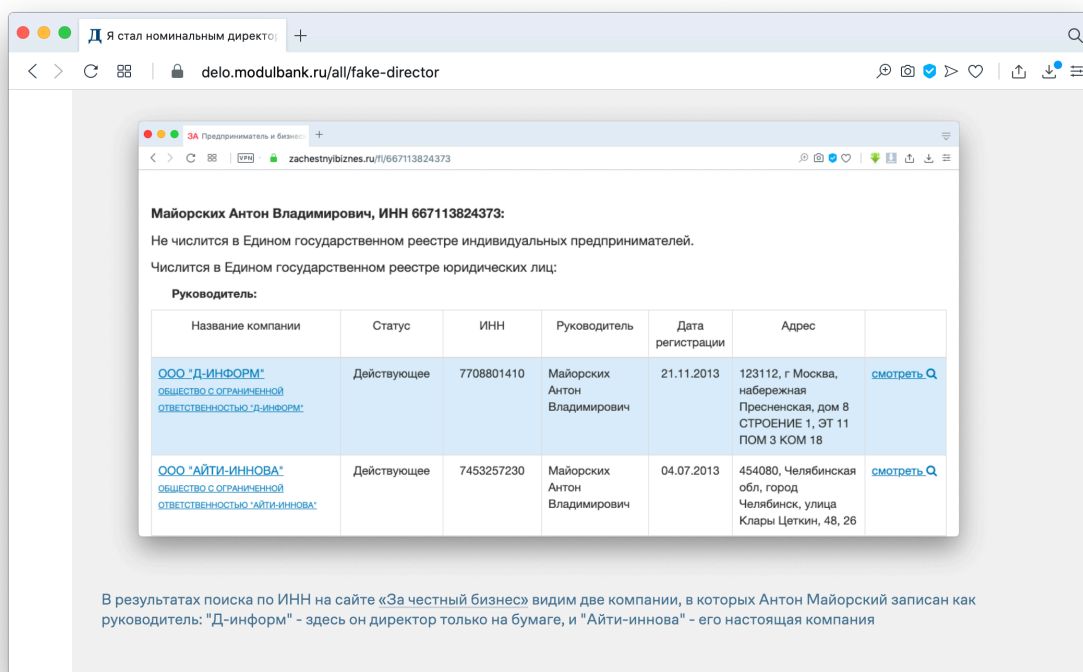 Я стал номинальным директо
delo.modulbank.ru/all/fake-director
ЗА Предприниматель и бизнес
VPN
zachestnyibiznes.ru/fl/667113824373
Майорских Антон Владимирович, ИНН 667113824373:
Не числится в Едином государственном реестре индивидуальных предпринимателей.
Числится в Едином государственном реестре юридических лиц:
Руководитель:
Название компании Статус ИНН Руководитель Дата регистрации Адрес
ООО "Д-ИНФОРМ" Действующее 7708801410 Майорских 21.11.2013 123112, г Москва, смотреть
ОБЩЕСТВО С ОГРАНИЧЕННОЙ Антон набережная
ОТВЕТСТВЕННОСТЬЮ "Д-ИНФОРМ" Владимирович Пресненская, дом 8
СТРОЕНИЕ 1, ЭТ 11
ПОМ 3 КОМ 18
ООО "АЙТИ-ИННОВА" Действующее 7453257230 Майорских 04.07.2013 454080, Челябинская смотреть
ОБЩЕСТВО С ОГРАНИЧЕННОЙ Антон обл, город
ОТВЕТСТВЕННОСТЬЮ "АЙТИ-ИННОВА" Владимирович Челябинск, улица
Клары Цеткин, 48, 26
В результатах поиска по ИНН на сайте «За честный бизнес» видим две компании, в которых Антон Майорский записан как
руководитель: "Д-информ" - здесь он директор только на бумаге, и "Айти-иннова" - его настоящая компания